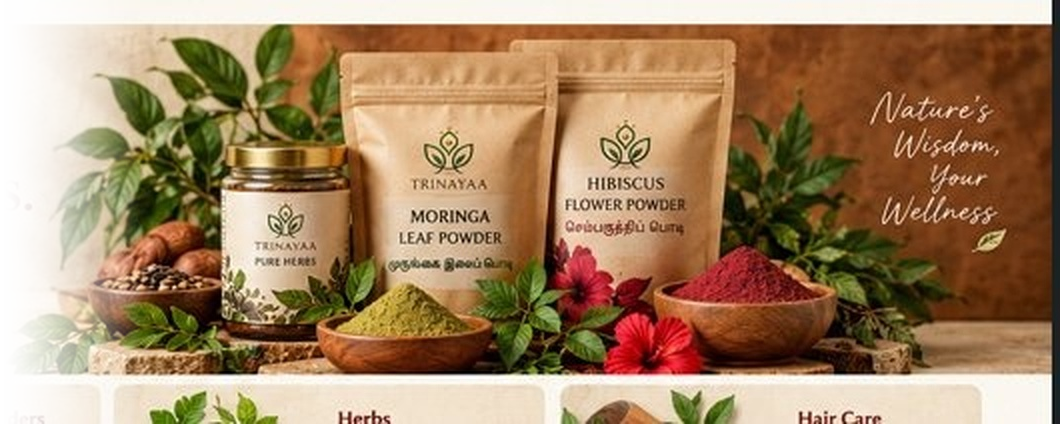 TRINAYAA
PURE HERBS
TRINAYAA
MORINGA
LEAF POWDER
முருங்கை இலைப் பொடி
HIBISCUS
FLOWER POWDER
செம்பருத்திப் பொடி
Nature's
Wisdom,
Your
Wellness
Herbs
Hair Care